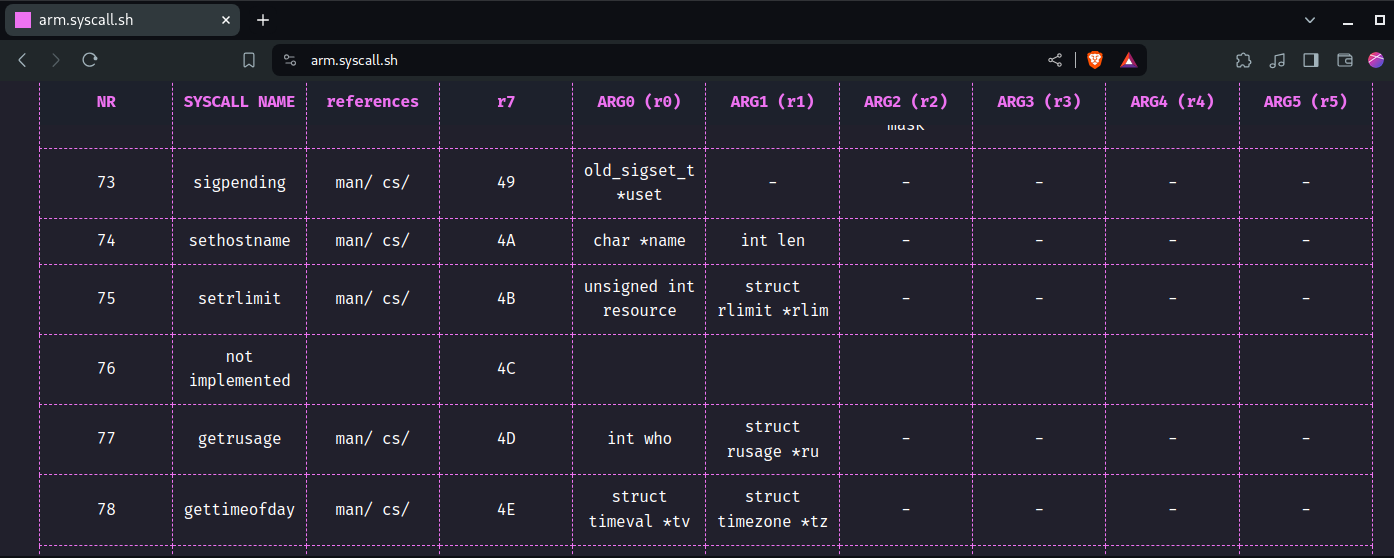 arm.syscall.sh
arm.syscall.sh
NR SYSCALL NAME references r7 ARG0 (r0) ARG1 (r1) ARG2 (r2) ARG3 (r3) ARG4 (r4) ARG5 (r5)
mask
73 sigpending man/ cs/ 49 old_sigset_t *uset - - - - -
74 sethostname man/ cs/ 4A char *name int len - - - -
75 setrlimit man/ cs/ 4B unsigned int resource struct rlimit *rlim - - - -
76 not implemented 4C
77 getrusage man/ cs/ 4D int who struct rusage *ru - - - -
78 gettimeofday man/ cs/ 4E struct timeval *tv struct timezone *tz - - - -